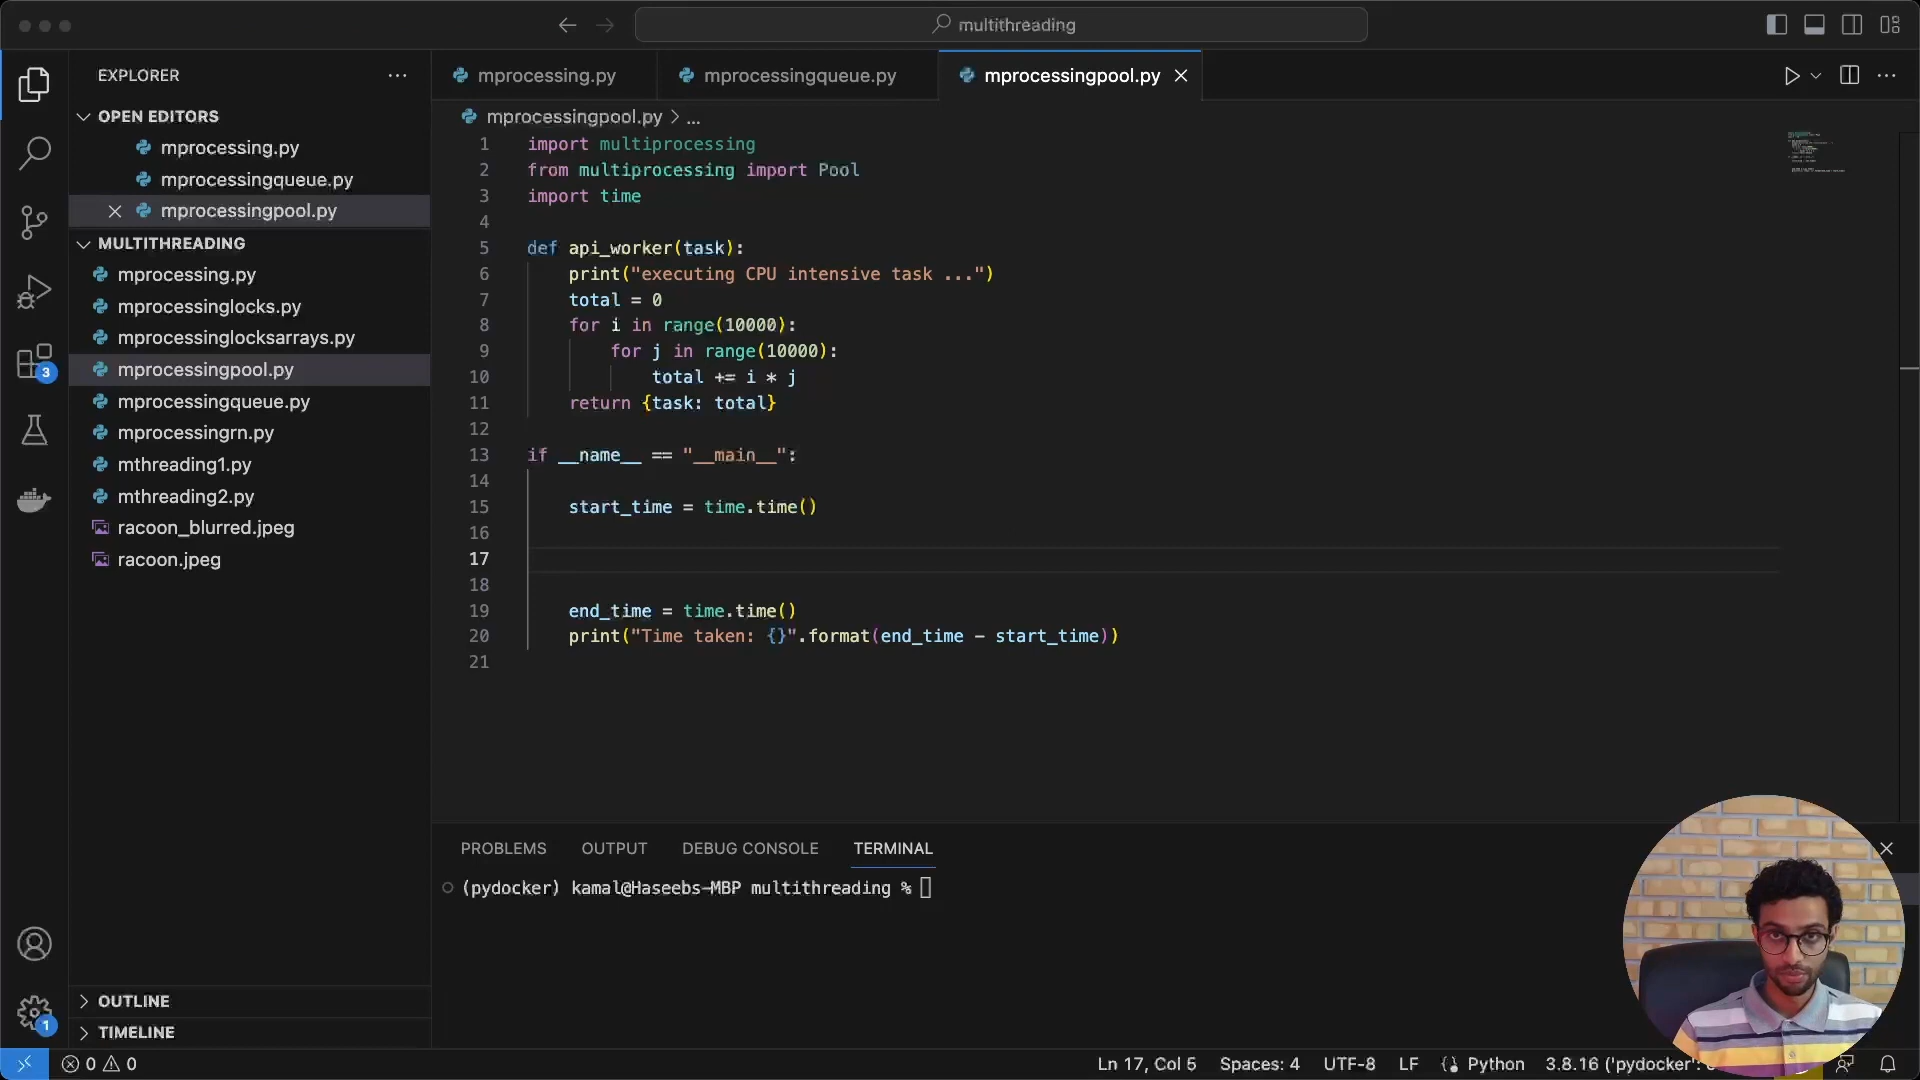 multithreading
EXPLORER
mprocessing.py
mprocessingqueue.py
mprocessingpool.py
OPEN EDITORS
mprocessing.py
mprocessingqueue.py
mprocessingpool.py
MULTITHREADING
mprocessing.py
mprocessinglocks.py
mprocessinglocksarrays.py
mprocessingpool.py
mprocessingqueue.py
mprocessingrn.py
mthreading1.py
mthreading2.py
racoon_blurred.jpeg
racoon.jpeg
3
OUTLINE
TIMELINE
1
mprocessingpool.py > ...
1 import multiprocessing
2 from multiprocessing import Pool
3 import time
4
5 def api_worker(task):
6 print("executing CPU intensive task ...")
7 total = 0
8 for i in range(10000):
9 for j in range(10000):
10 total += i * j
11 return {task: total}
12
13 if __name__ == "__main__":
14
15 start_time = time.time()
16
17
18
19 end_time = time.time()
20 print("Time taken: {}".format(end_time - start_time))
21
PROBLEMS OUTPUT DEBUG CONSOLE TERMINAL
(pydocker) kamal@Haseebs-MBP multithreading %
0 0 Ln 17, Col 5 Spaces: 4 UTF-8 LF Python 3.8.16 ('pydocker':